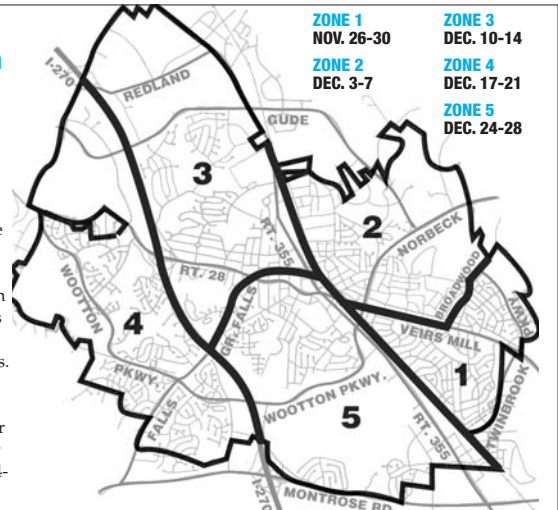 ZONE 1
NOV. 26-30
ZONE 2
DEC. 3-7
ZONE 3
DEC. 10-14
ZONE 4
DEC. 17-21
ZONE 5
DEC. 24-28
I-270
REDLAND
GUDE
3
2
RT. 355
NORBECK
BROADWOOD
PKWY.
RT. 28
WOOTTON
4
GR. FALLS
VEIRS MILL
1
TWINBROOK
PKWY.
WOOTTON PKWY.
FALLS
5
RT. 355
I-270
MONTROSE RD.